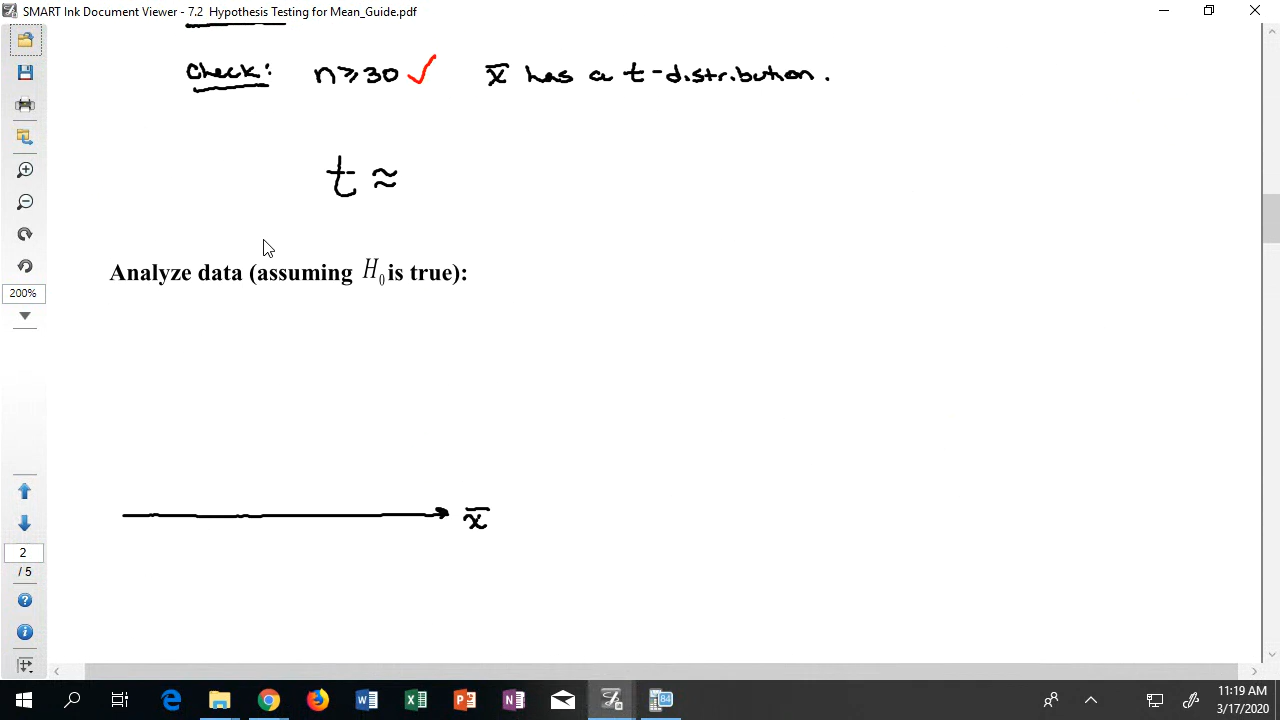 SMART Ink Document Viewer - 7.2 Hypothesis Testing for Mean_Guide.pdf
Check: n ≥ 30 ✓ x̄ has a t-distribution.
t ≈
Analyze data (assuming H₀ is true):
200%
x̄
2
/ 5
11:19 AM
3/17/2020